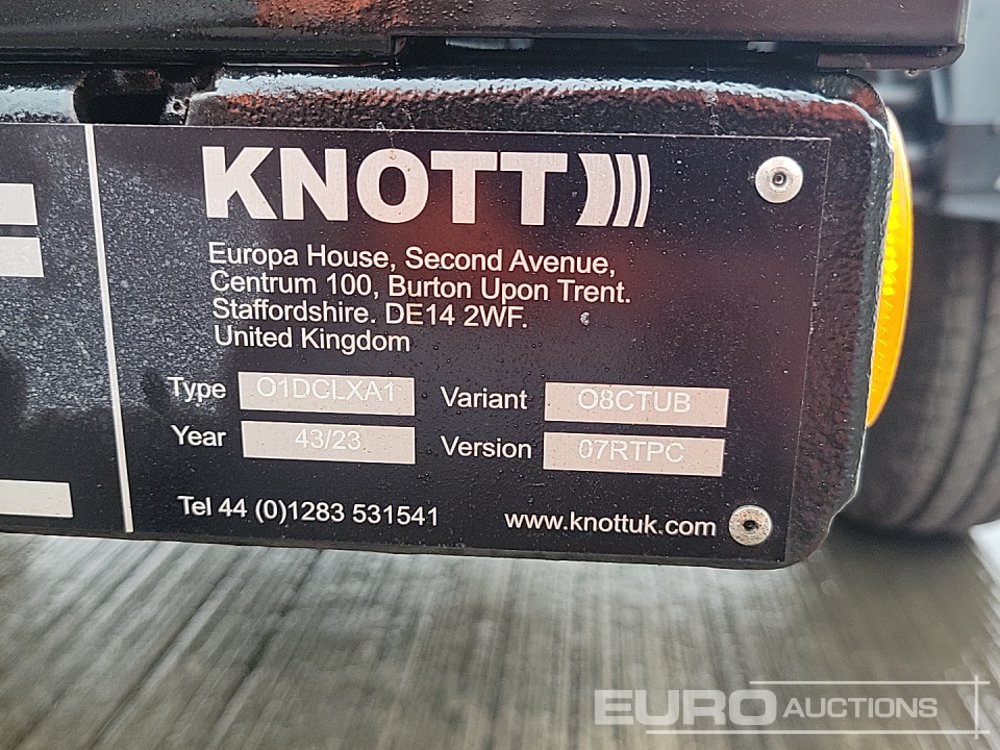 KNOTT
Europa House, Second Avenue,
Centrum 100, Burton Upon Trent.
Staffordshire. DE14 2WF.
United Kingdom
Type O1DCLXA1 Variant O8CTUB
Year 43/23 Version 07RTPC
Tel 44 (0)1283 531541 www.knottuk.com
EURO AUCTIONS